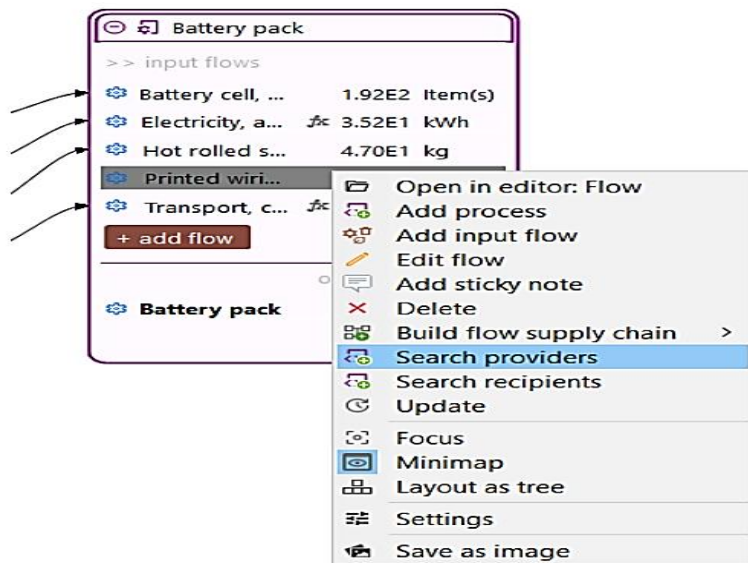 Battery pack
>> input flows
Battery cell, ... 1.92E2 Item(s)
Electricity, a... fx 3.52E1 kWh
Hot rolled s... 4.70E1 kg
Printed wiri...
Transport, c... fx
+ add flow
Battery pack
Open in editor: Flow
Add process
Add input flow
Edit flow
Add sticky note
Delete
Build flow supply chain >
Search providers
Search recipients
Update
Focus
Minimap
Layout as tree
Settings
Save as image